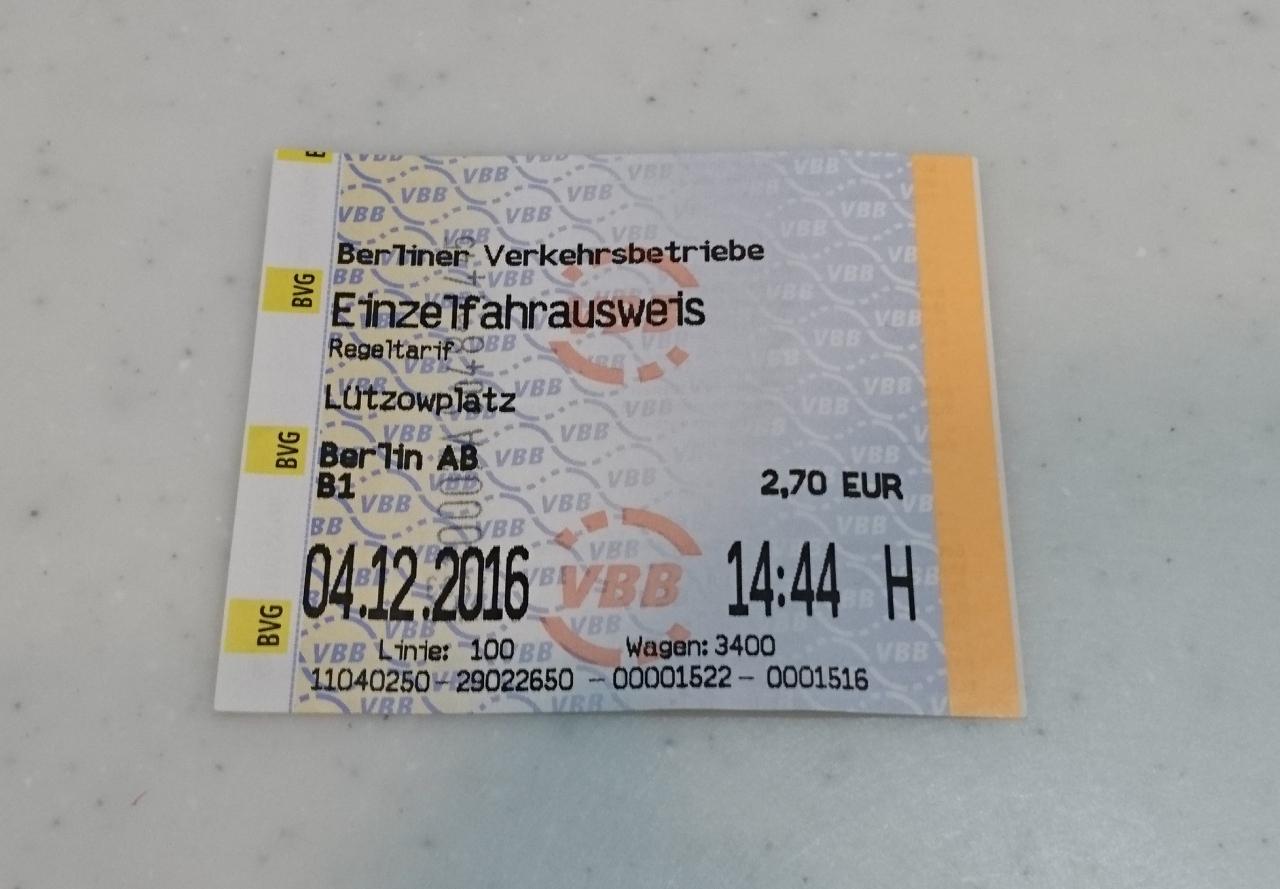 Berliner Verkehrsbetriebe
Einzelfahrausweis
Regeltarif
Lützowplatz
Berlin AB
B1 2,70 EUR
04.12.2016 14:44 H
Linie: 100 Wagen: 3400
11040250 - 29022650 - 00001522 - 0001516
BVG
BVG
BVG
VBB